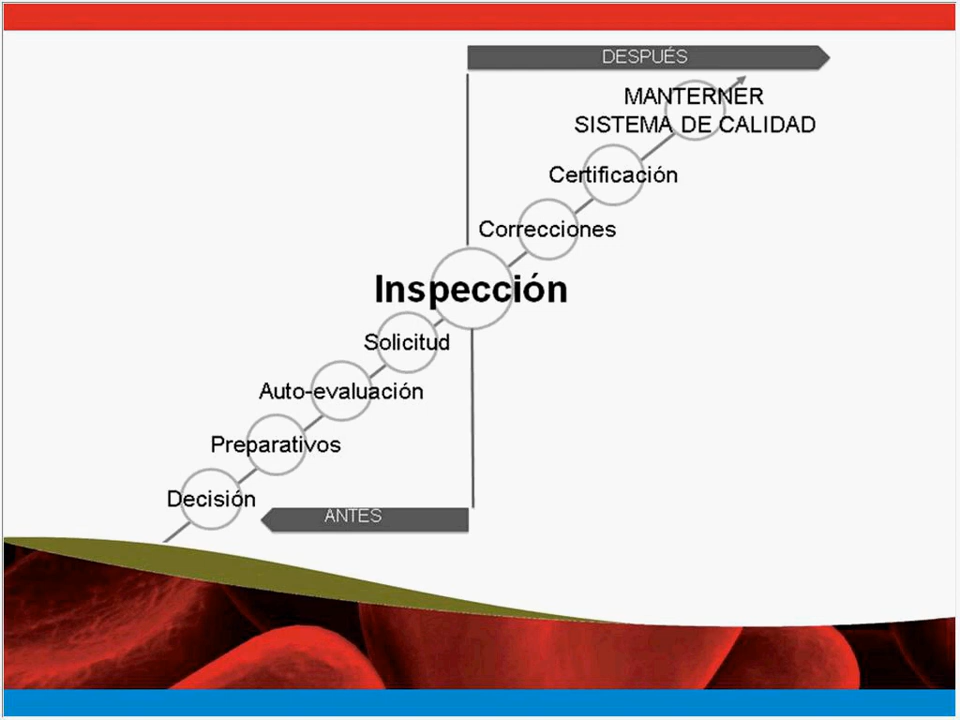 DESPUÉS
MANTERNER
SISTEMA DE CALIDAD
Certificación
Correcciones
Inspección
Solicitud
Auto-evaluación
Preparativos
Decisión
ANTES